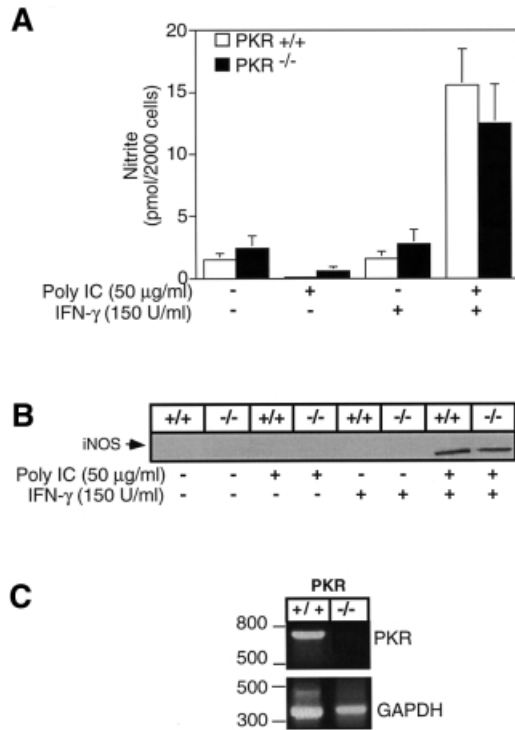 A
20
15
10
5
0
Nitrite
(pmol/2000 cells)
PKR +/+
PKR -/-
Poly IC (50 µg/ml) - + - +
IFN-γ (150 U/ml) - - + +
B
+/+ -/- +/+ -/- +/+ -/- +/+ -/-
iNOS
Poly IC (50 µg/ml) - - + + - - + +
IFN-γ (150 U/ml) - - - - + + + +
C
PKR
+/+ -/-
800
500
PKR
500
300
GAPDH